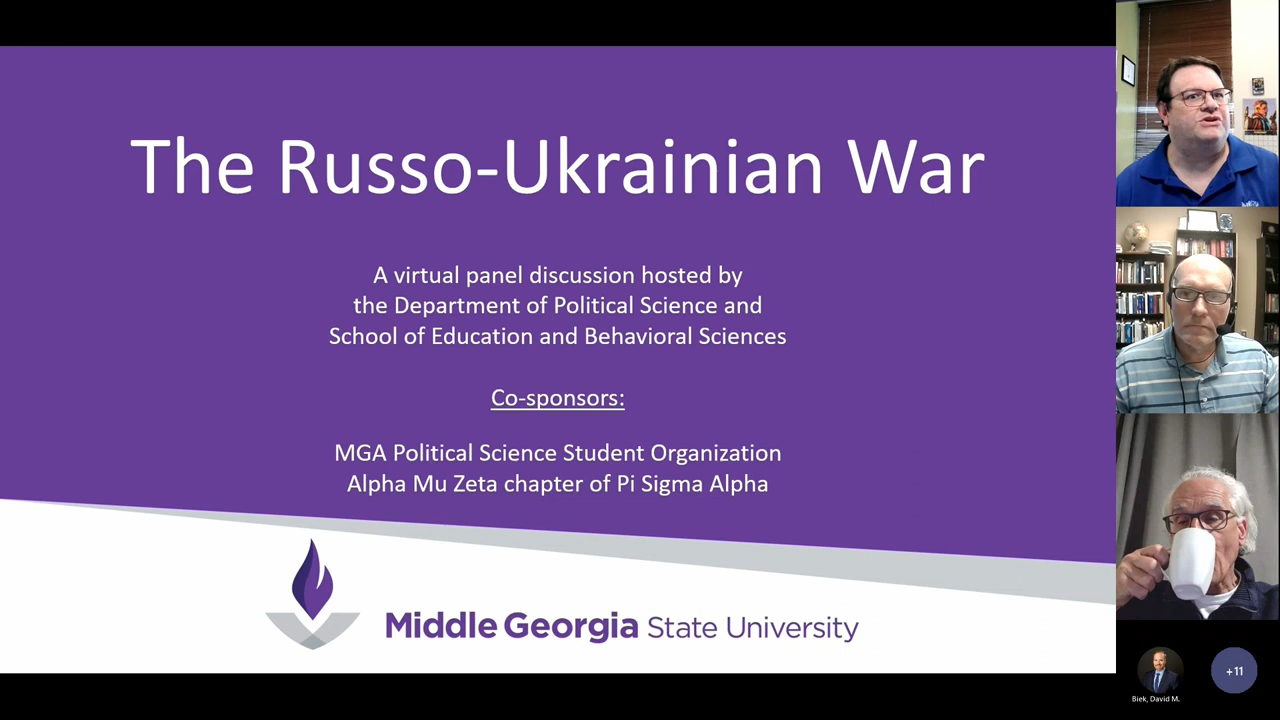 The Russo-Ukrainian War
A virtual panel discussion hosted by
the Department of Political Science and
School of Education and Behavioral Sciences
Co-sponsors:
MGA Political Science Student Organization
Alpha Mu Zeta chapter of Pi Sigma Alpha
Middle Georgia State University
Biek, David M.
+11